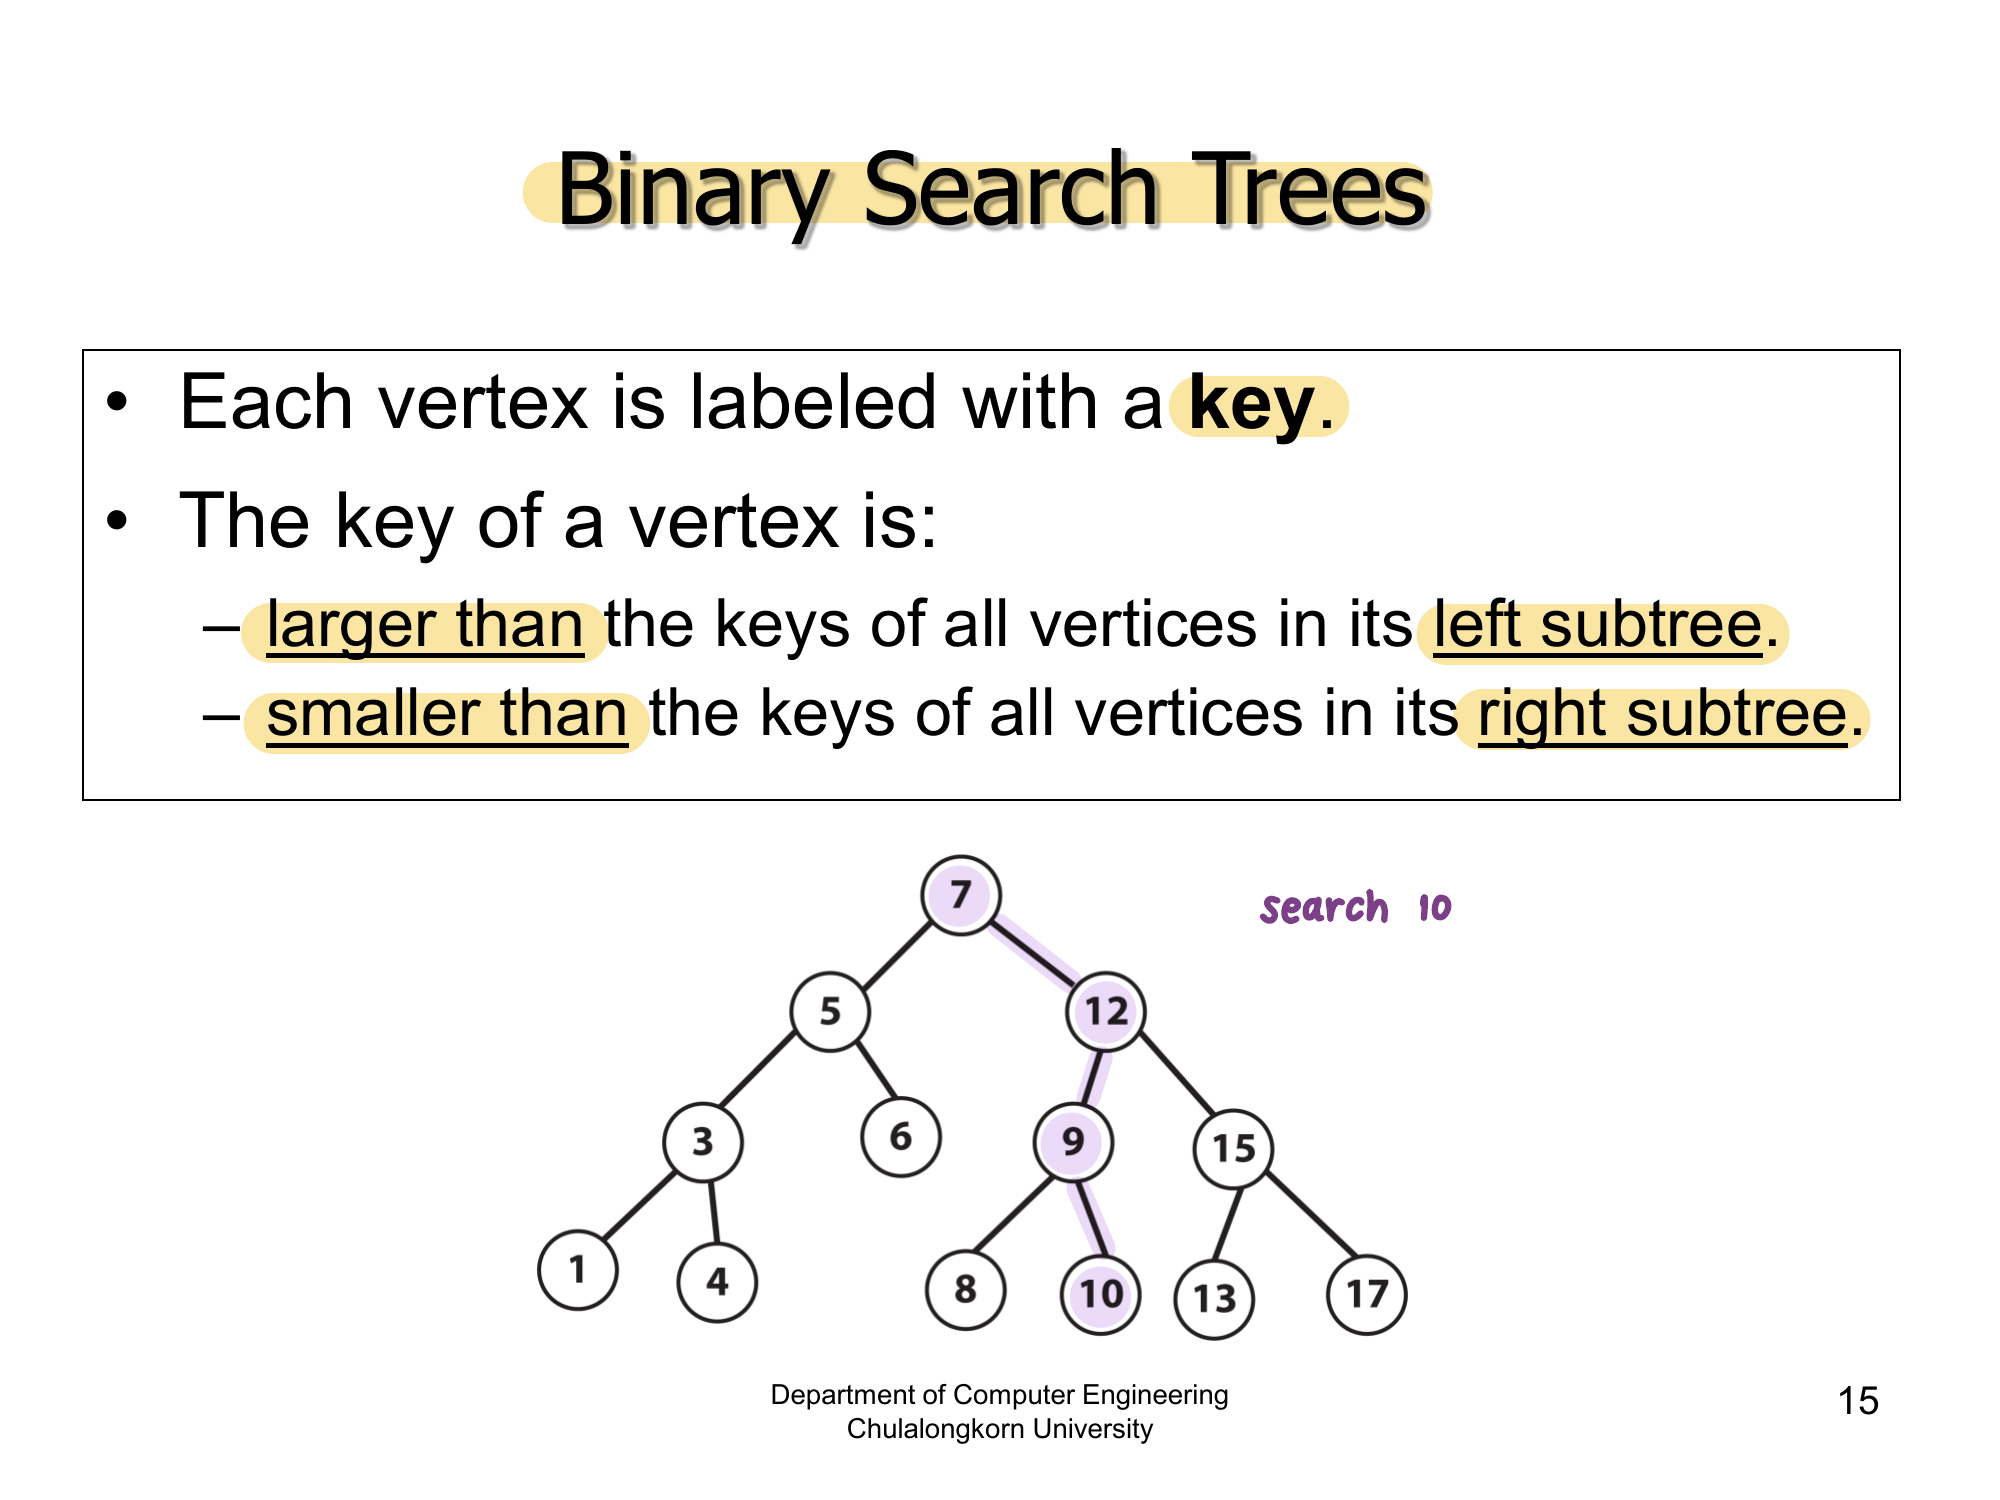 Binary Search Trees
• Each vertex is labeled with a key.
• The key of a vertex is:
– larger than the keys of all vertices in its left subtree.
– smaller than the keys of all vertices in its right subtree.
7
search 10
5
12
3
6
9
15
1
4
8
10
13
17
Department of Computer Engineering
Chulalongkorn University
15